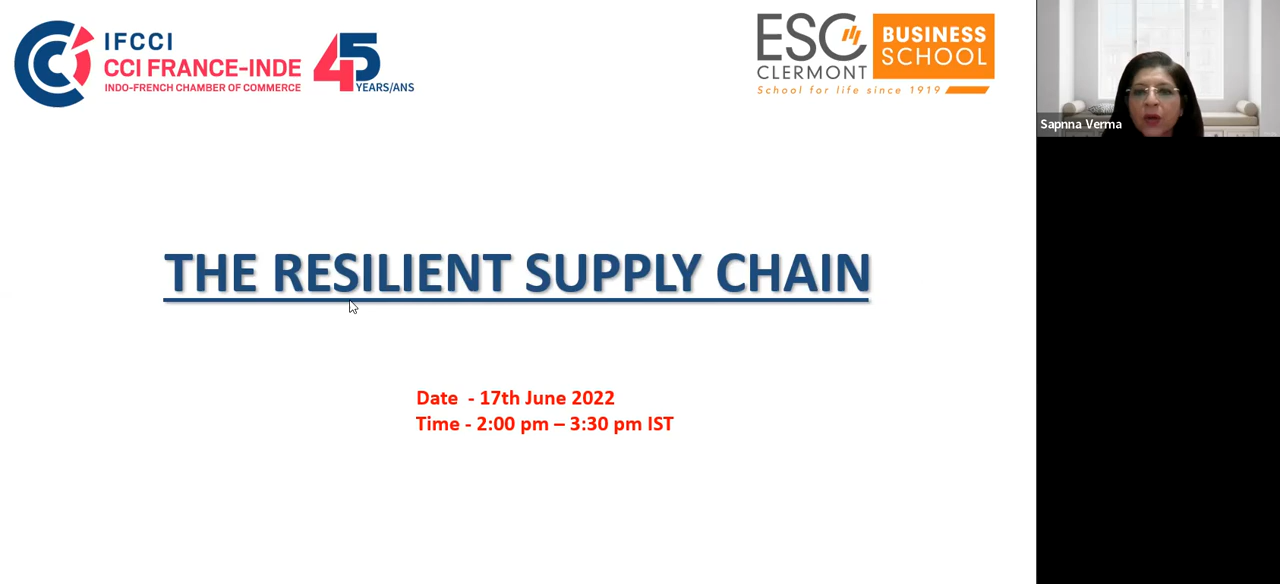 IFCCI
CCI FRANCE-INDE
INDO-FRENCH CHAMBER OF COMMERCE
45
YEARS/ANS
ESC
CLERMONT
BUSINESS
SCHOOL
School for life since 1919
Sapnna Verma
THE RESILIENT SUPPLY CHAIN
Date - 17th June 2022
Time - 2:00 pm – 3:30 pm IST